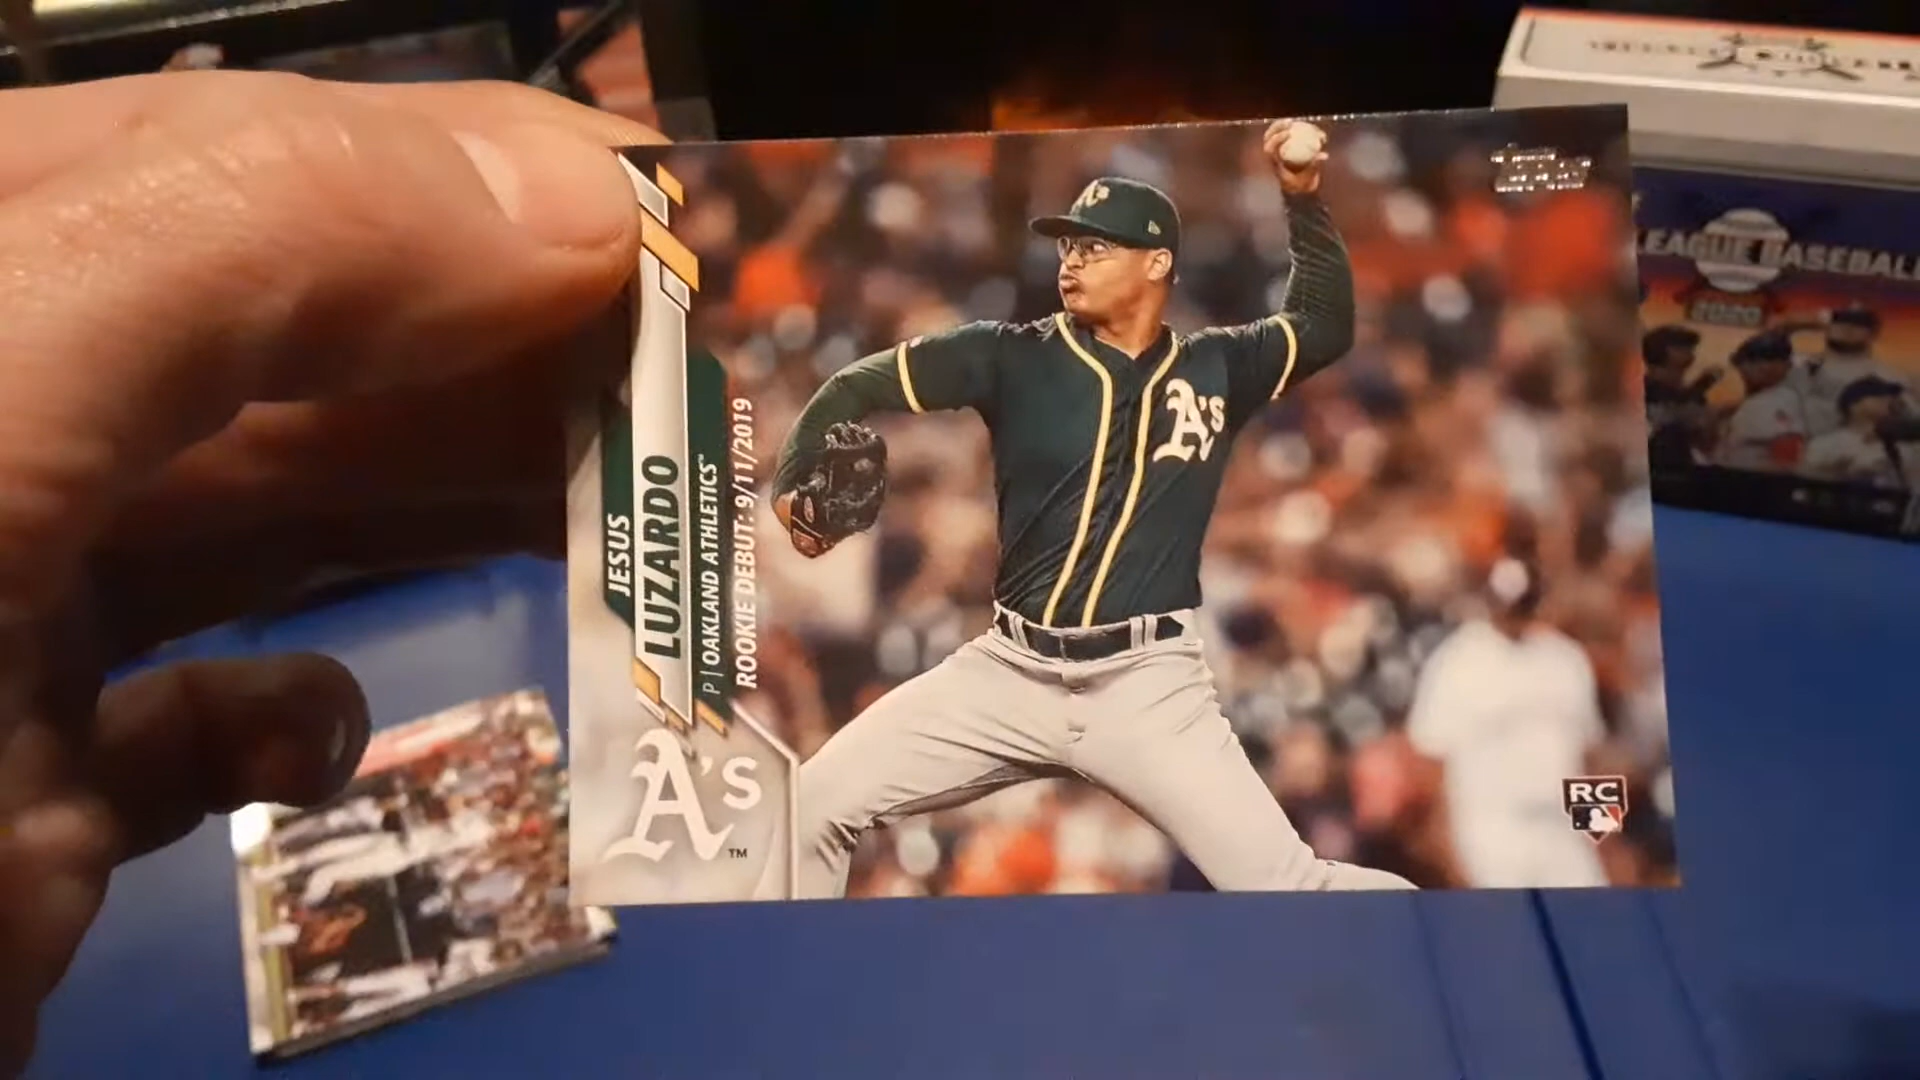 Topps
A's
A's
JESUS
LUZARDO
P | OAKLAND ATHLETICS™
ROOKIE DEBUT: 9/11/2019
A's™
RC
LEAGUE BASEBALL
2020